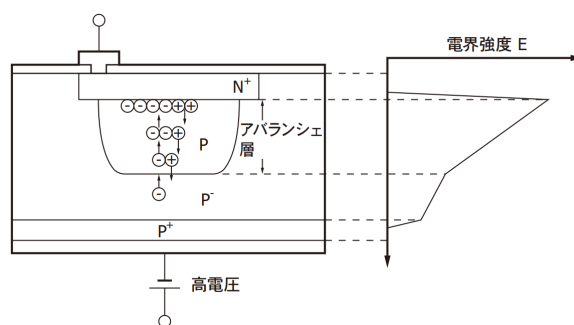 電界強度 E
N⁺
- - - - + +
アバランシェ
層
- - +
P
- +
-
P⁻
P⁺
高電圧